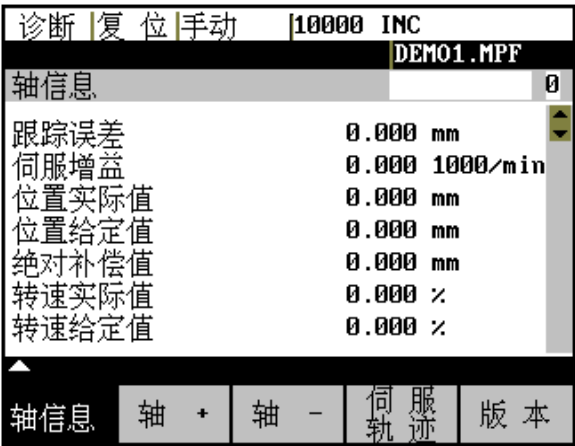 诊断 复 位 手动 10000 INC
DEMO1.MPF
轴信息 0
跟踪误差 0.000 mm
伺服增益 0.000 1000/min
位置实际值 0.000 mm
位置给定值 0.000 mm
绝对补偿值 0.000 mm
转速实际值 0.000 %
转速给定值 0.000 %
轴信息 轴 + 轴 - 伺 服 版 本
轨 迹